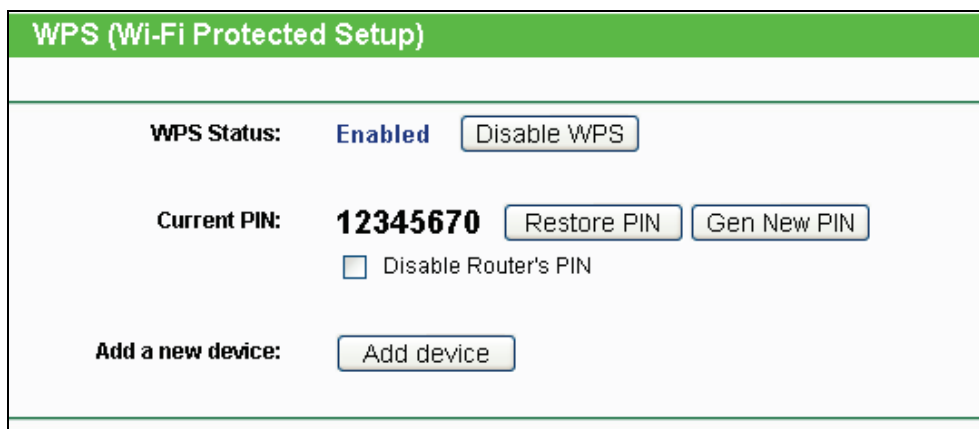 WPS (Wi-Fi Protected Setup)
WPS Status: Enabled Disable WPS
Current PIN: 12345670 Restore PIN Gen New PIN
Disable Router's PIN
Add a new device: Add device